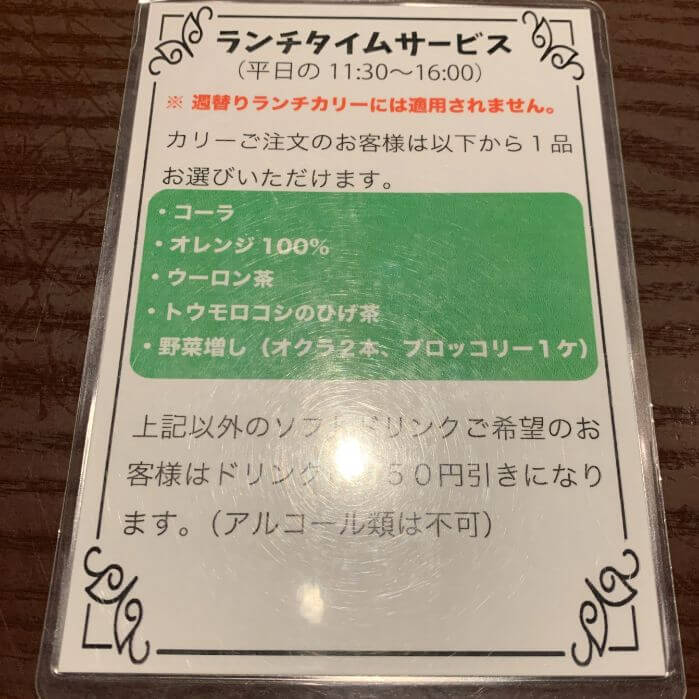 ランチタイムサービス
（平日の 11:30～16:00）
※ 週替りランチカリーには適用されません。
カリーご注文のお客様は以下から１品
お選びいただけます。
・コーラ
・オレンジ 100%
・ウーロン茶
・トウモロコシのひげ茶
・野菜増し（オクラ２本、ブロッコリー１ケ）
上記以外のソフトドリンクご希望のお
客様はドリンク ５０円引きになり
ます。（アルコール類は不可）